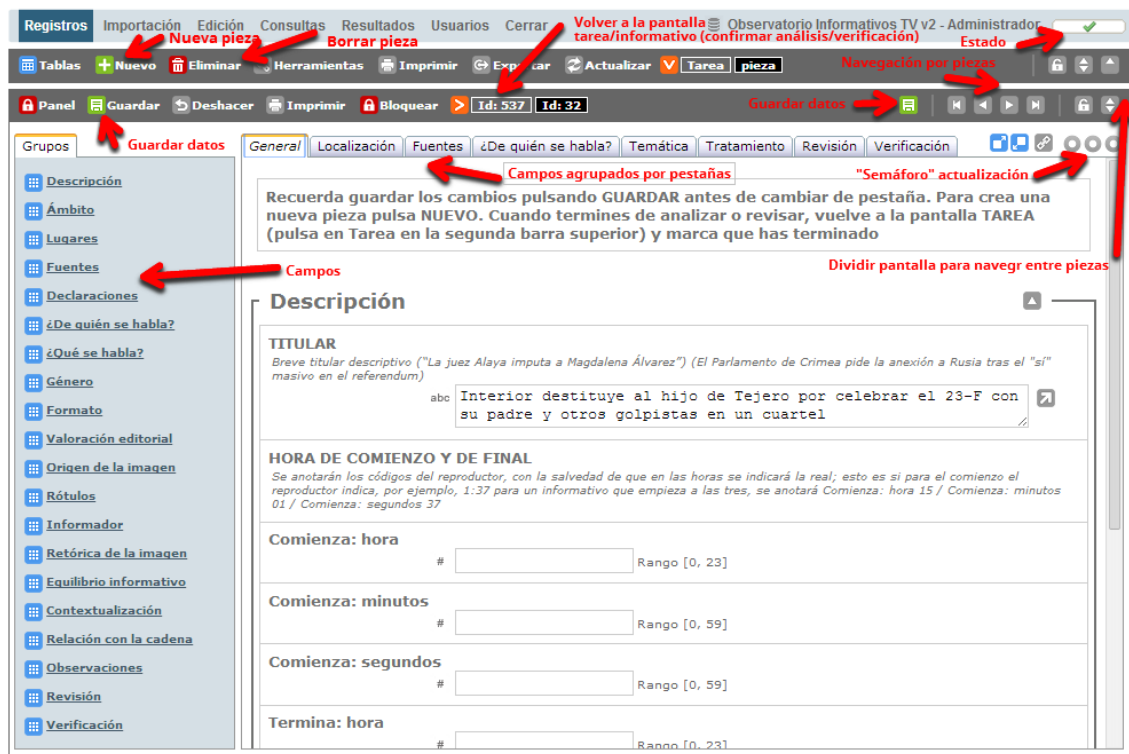 Registros Importación Edición Consultas Resultados Usuarios Cerrar Observatorio Informativos TV v2 - Administrador
Volver a la pantalla
tarea/informativo (confirmar análisis/verificación)
Nueva pieza
Borrar pieza
Estado
Tablas Nuevo Eliminar Herramientas Imprimir Exportar Actualizar Tarea pieza
Navegación por piezas
Panel Guardar Deshacer Imprimir Bloquear Id: 537 Id: 32
Guardar datos
Guardar datos
Grupos
General Localización Fuentes ¿De quién se habla? Temática Tratamiento Revisión Verificación
Campos agrupados por pestañas
"Semáforo" actualización
Recuerda guardar los cambios pulsando GUARDAR antes de cambiar de pestaña. Para crea una
nueva pieza pulsa NUEVO. Cuando termines de analizar o revisar, vuelve a la pantalla TAREA
(pulsa en Tarea en la segunda barra superior) y marca que has terminado
Dividir pantalla para navegr entre piezas
Campos
Descripción
Ámbito
Lugares
Fuentes
Declaraciones
¿De quién se habla?
¿Qué se habla?
Género
Formato
Valoración editorial
Origen de la imagen
Rótulos
Informador
Retórica de la imagen
Equilibrio informativo
Contextualización
Relación con la cadena
Observaciones
Revisión
Verificación
Descripción
TITULAR
Breve titular descriptivo ("La juez Alaya imputa a Magdalena Álvarez") (El Parlamento de Crimea pide la anexión a Rusia tras el "sí"
masivo en el referendum)
abc Interior destituye al hijo de Tejero por celebrar el 23-F con
su padre y otros golpistas en un cuartel
HORA DE COMIENZO Y DE FINAL
Se anotarán los códigos del reproductor, con la salvedad de que en las horas se indicará la real; esto es si para el comienzo el
reproductor indica, por ejemplo, 1:37 para un informativo que empieza a las tres, se anotará Comienza: hora 15 / Comienza: minutos
01 / Comienza: segundos 37
Comienza: hora
# Rango [0, 23]
Comienza: minutos
# Rango [0, 59]
Comienza: segundos
# Rango [0, 59]
Termina: hora
# Rango [0, 23]